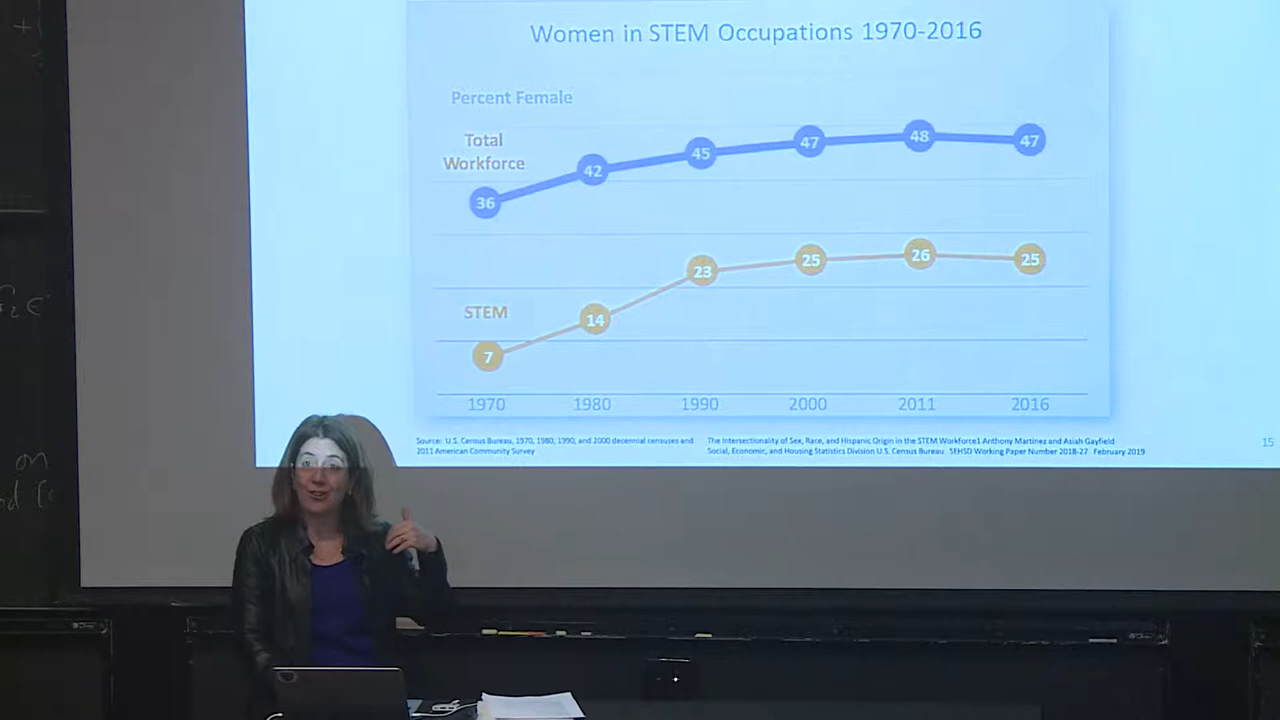 Women in STEM Occupations 1970-2016
Percent Female
Total
Workforce
36
42
45
47
48
47
STEM
7
14
23
25
26
25
1970 1980 1990 2000 2011 2016
Source: U.S. Census Bureau, 1970, 1980, 1990, and 2000 decennial censuses and
2011 American Community Survey
The Intersectionality of Sex, Race, and Hispanic Origin in the STEM Workforce1 Anthony Martinez and Asiah Gayfield
Social, Economic, and Housing Statistics Division U.S. Census Bureau SEHSD Working Paper Number 2018-27 February 2019
15
on